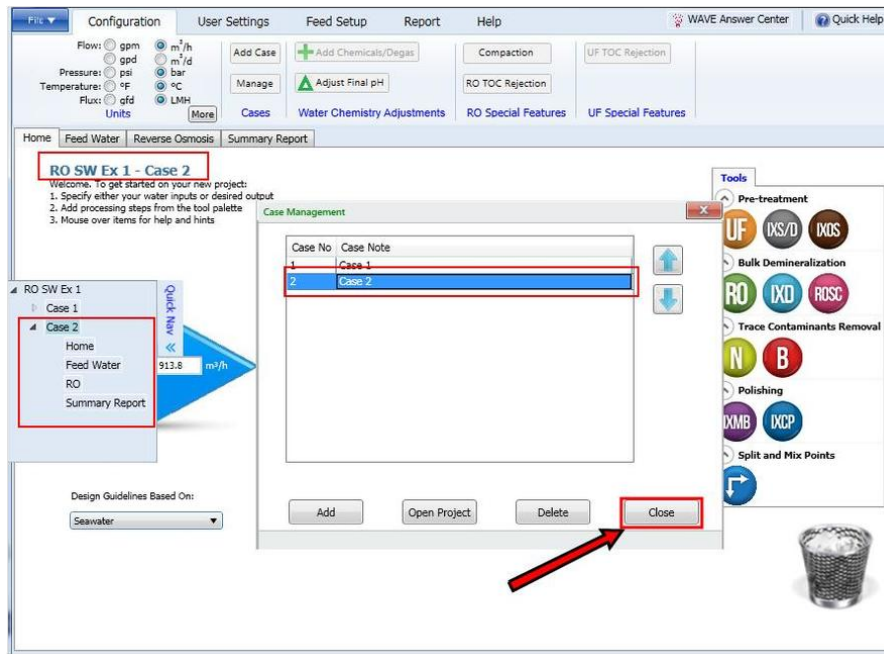 File Configuration User Settings Feed Setup Report Help WAVE Answer Center Quick Help
Flow: gpm m³/h
gpd m³/d
Pressure: psi bar
Temperature: °F °C
Flux: gfd LMH
Units More
Add Case
Manage
Cases
Add Chemicals/Degas
Adjust Final pH
Water Chemistry Adjustments
Compaction
RO TOC Rejection
RO Special Features
UF TOC Rejection
UF Special Features
Home Feed Water Reverse Osmosis Summary Report
RO SW Ex 1 - Case 2
Welcome. To get started on your new project:
1. Specify either your water inputs or desired output
2. Add processing steps from the tool palette
3. Mouse over items for help and hints
RO SW Ex 1
Case 1
Case 2
Home
Feed Water
RO
Summary Report
Quick Nav
913.8 m³/h
Design Guidelines Based On:
Seawater
Case Management
Case No Case Note
1 Case 1
2 Case 2
Add Open Project Delete Close
Tools
Pre-treatment
UF IXS/D IXOS
Bulk Demineralization
RO IXD ROSC
Trace Contaminants Removal
N B
Polishing
IXMB IXCP
Split and Mix Points